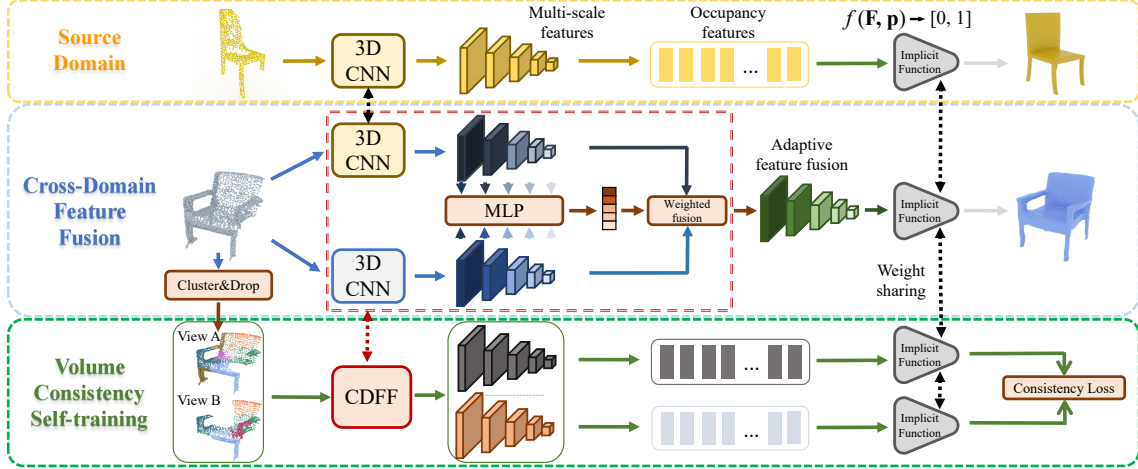 Source
Domain
3D
CNN
Multi-scale
features
Occupancy
features
...
f(F, p) → [0, 1]
Implicit
Function
Cross-Domain
Feature
Fusion
3D
CNN
3D
CNN
MLP
Weighted
fusion
Adaptive
feature fusion
Implicit
Function
Cluster&Drop
Weight
sharing
Volume
Consistency
Self-training
View A
View B
CDFF
...
...
Implicit
Function
Implicit
Function
Consistency Loss